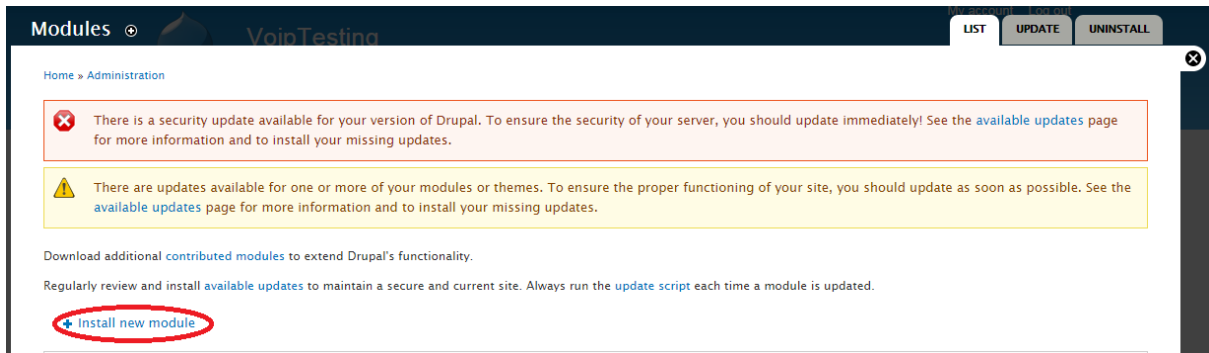 My account Log out
Modules
VoipTesting
LIST UPDATE UNINSTALL
Home » Administration
There is a security update available for your version of Drupal. To ensure the security of your server, you should update immediately! See the available updates page
for more information and to install your missing updates.
There are updates available for one or more of your modules or themes. To ensure the proper functioning of your site, you should update as soon as possible. See the
available updates page for more information and to install your missing updates.
Download additional contributed modules to extend Drupal's functionality.
Regularly review and install available updates to maintain a secure and current site. Always run the update script each time a module is updated.
+ Install new module